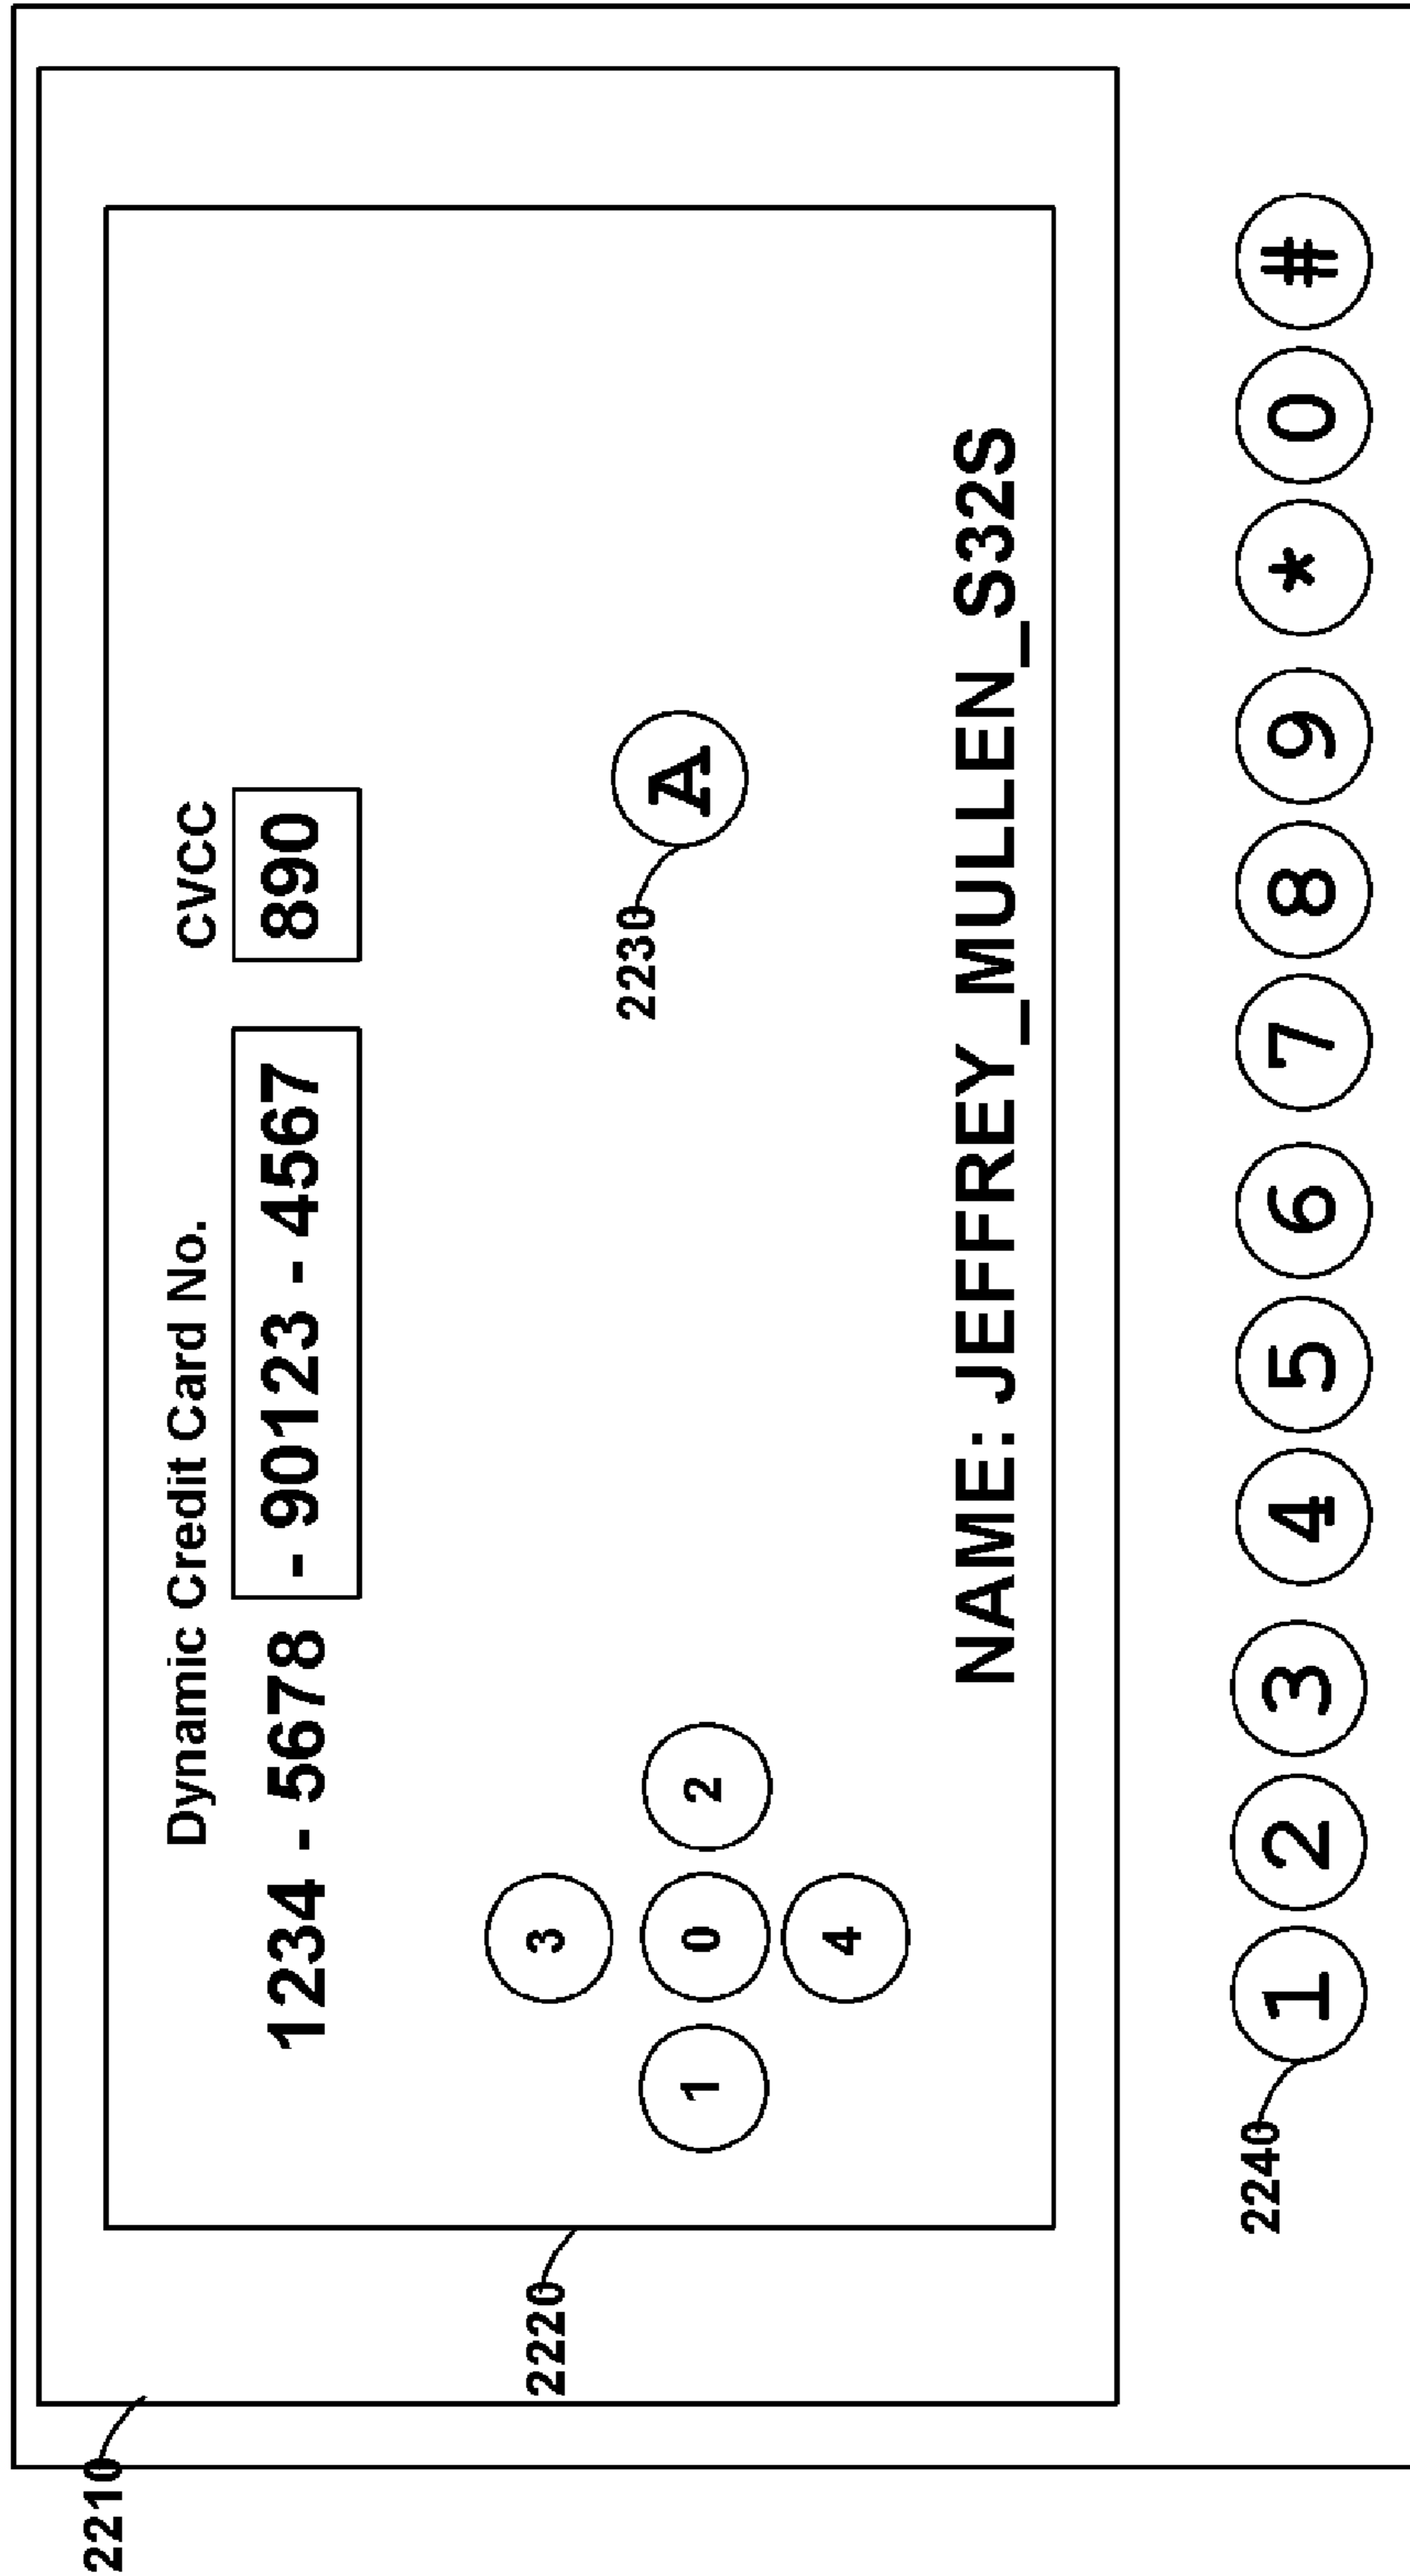 2210
Dynamic Credit Card No. CVCC
1234 - 5678 - 90123 - 4567 890
2220
3
1 0 2
4
2230
A
NAME: JEFFREY_MULLEN_S32S
2240
1 2 3 4 5 6 7 8 9 * 0 #